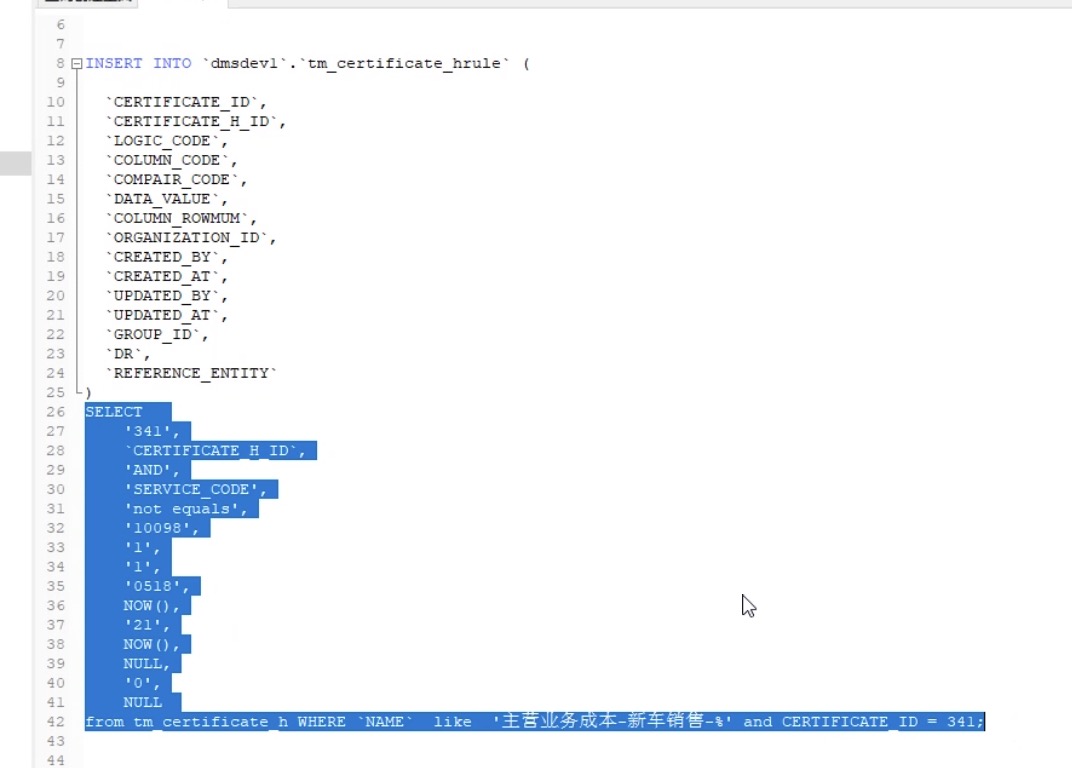 6
7
8 INSERT INTO `dmsdev1`.`tm_certificate_hrule` (
9
10 `CERTIFICATE_ID`,
11 `CERTIFICATE_H_ID`,
12 `LOGIC_CODE`,
13 `COLUMN_CODE`,
14 `COMPAIR_CODE`,
15 `DATA_VALUE`,
16 `COLUMN_ROWMUM`,
17 `ORGANIZATION_ID`,
18 `CREATED_BY`,
19 `CREATED_AT`,
20 `UPDATED_BY`,
21 `UPDATED_AT`,
22 `GROUP_ID`,
23 `DR`,
24 `REFERENCE_ENTITY`
25 )
26 SELECT
27 '341',
28 `CERTIFICATE_H_ID`,
29 'AND',
30 'SERVICE_CODE',
31 'not equals',
32 '10098',
33 '1',
34 '1',
35 '0518',
36 NOW(),
37 '21',
38 NOW(),
39 NULL,
40 '0',
41 NULL
42 from tm_certificate_h WHERE `NAME` like '主营业务成本-新车销售-%' and CERTIFICATE_ID = 341;
43
44